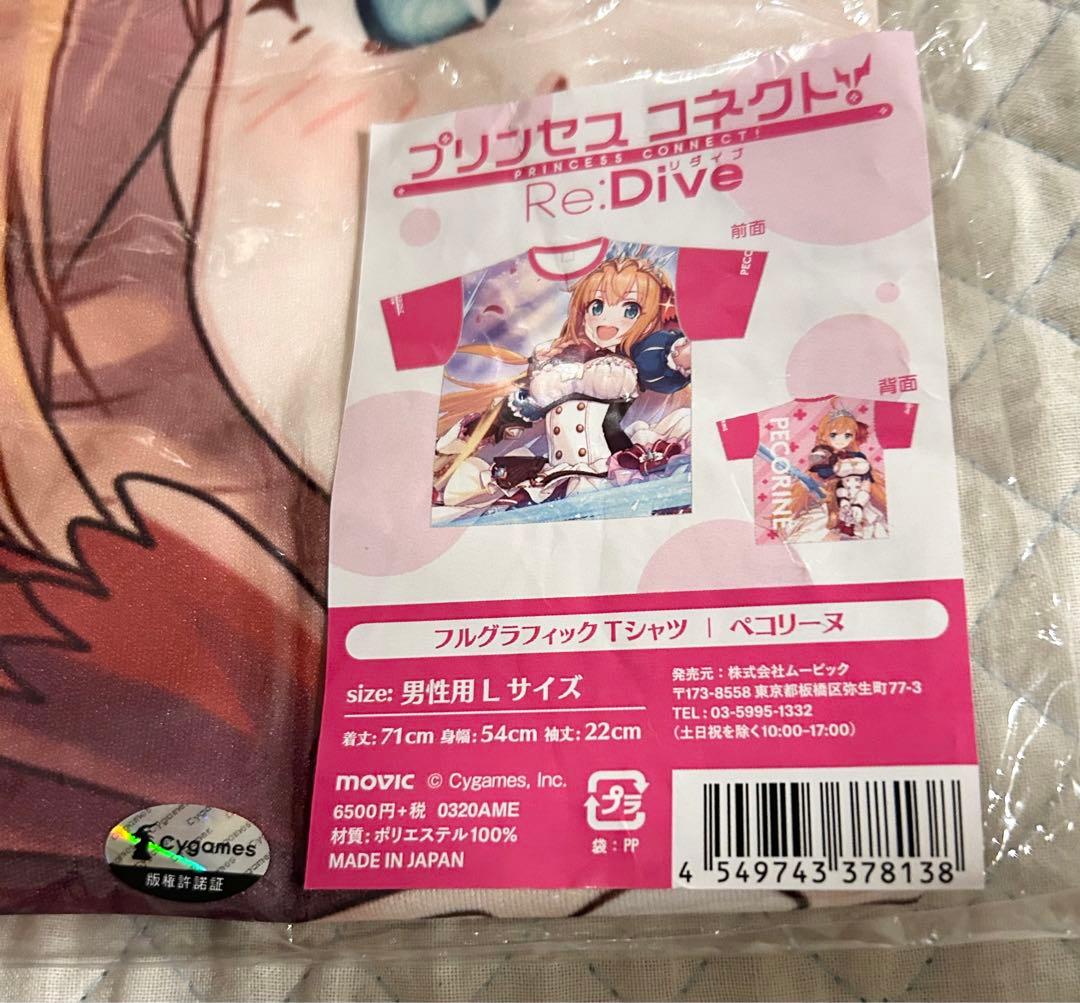 プリンセス コネクト!
PRINCESS CONNECT!
リダイブ
Re:Dive
前面
PECO
背面
PECORINE
フルグラフィックTシャツ | ペコリーヌ
size: 男性用Lサイズ
着丈:71cm 身幅:54cm 袖丈:22cm
発売元:株式会社ムービック
〒173-8558 東京都板橋区弥生町77-3
TEL:03-5995-1332
(土日祝を除く10:00-17:00)
movic © Cygames, Inc.
6500円+税 0320AME
材質:ポリエステル100%
MADE IN JAPAN
プラ
袋:PP
4 549743 378138
Cygames
版権許諾証